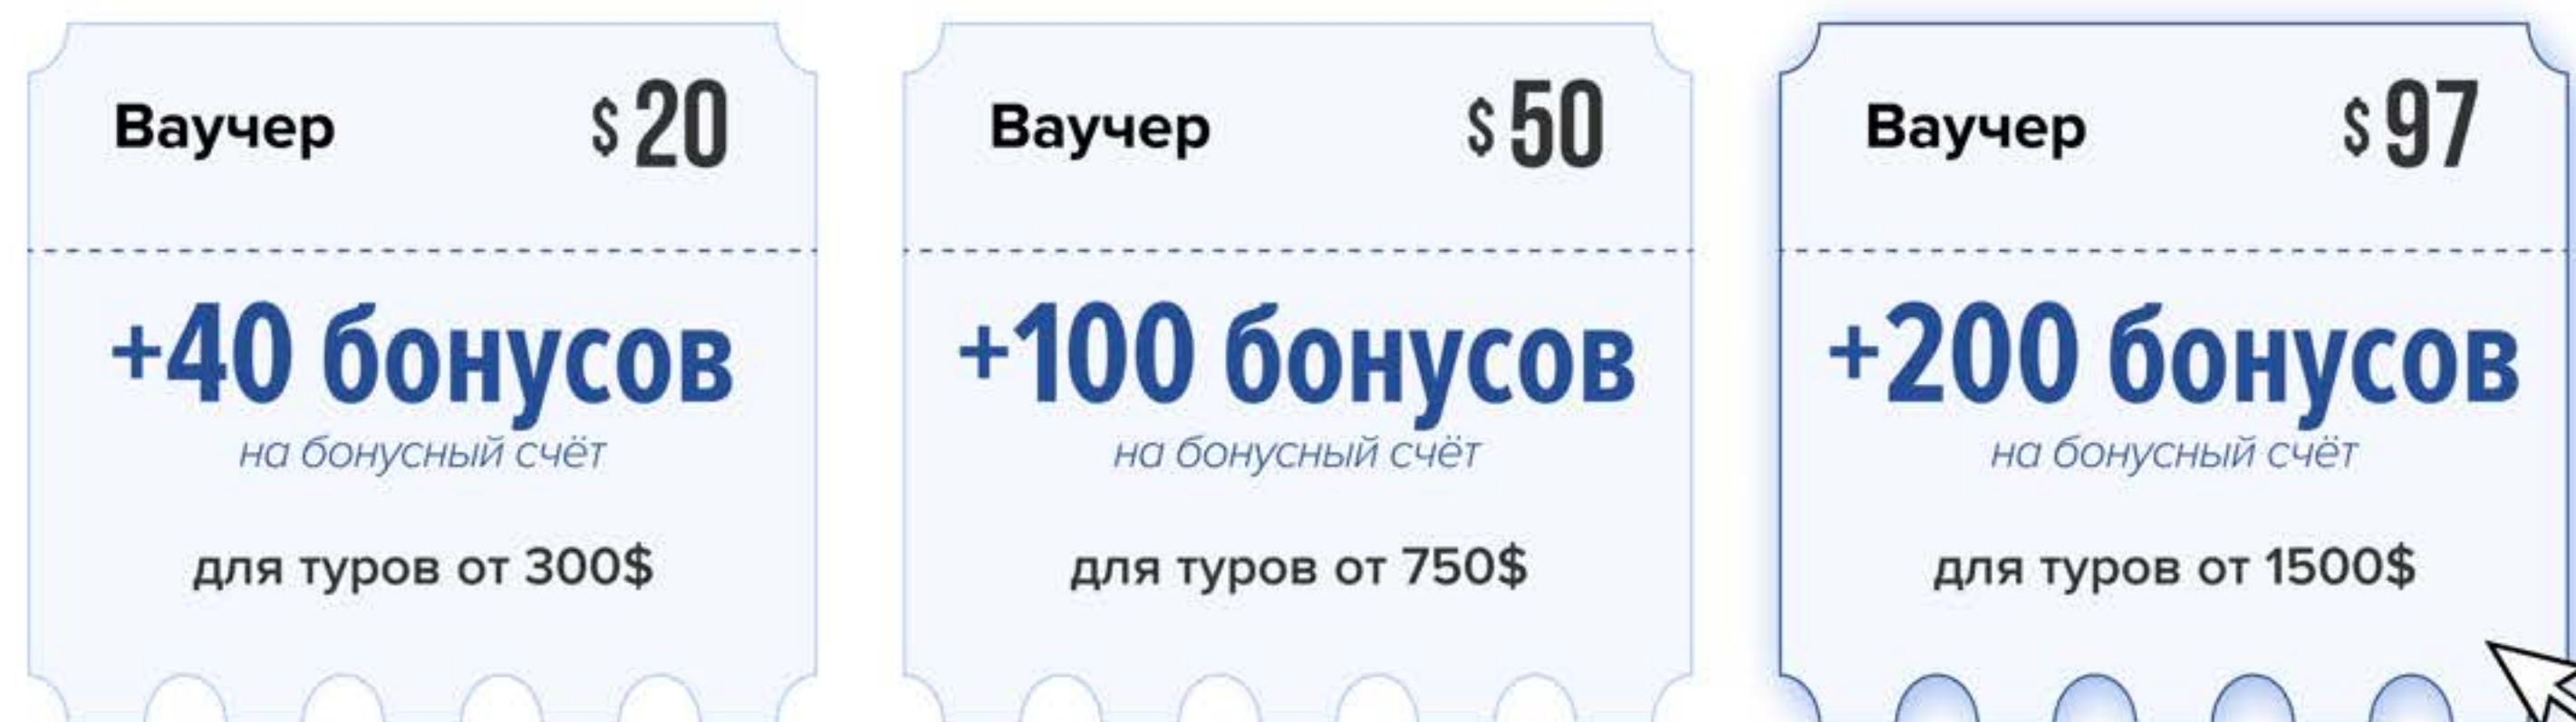 Ваучер $20
+40 бонусов
на бонусный счёт
для туров от 300$
Ваучер $50
+100 бонусов
на бонусный счёт
для туров от 750$
Ваучер $97
+200 бонусов
на бонусный счёт
для туров от 1500$